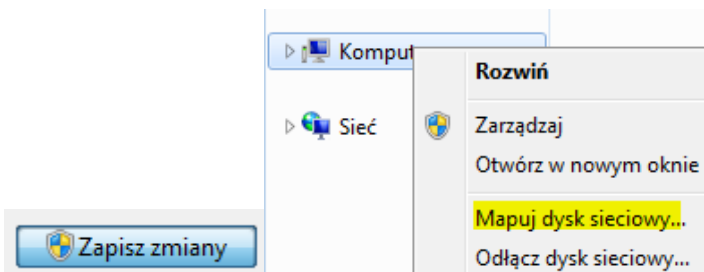 Komput
Rozwiń
Sieć
Zarządzaj
Otwórz w nowym oknie
Mapuj dysk sieciowy...
Odłącz dysk sieciowy...
Zapisz zmiany